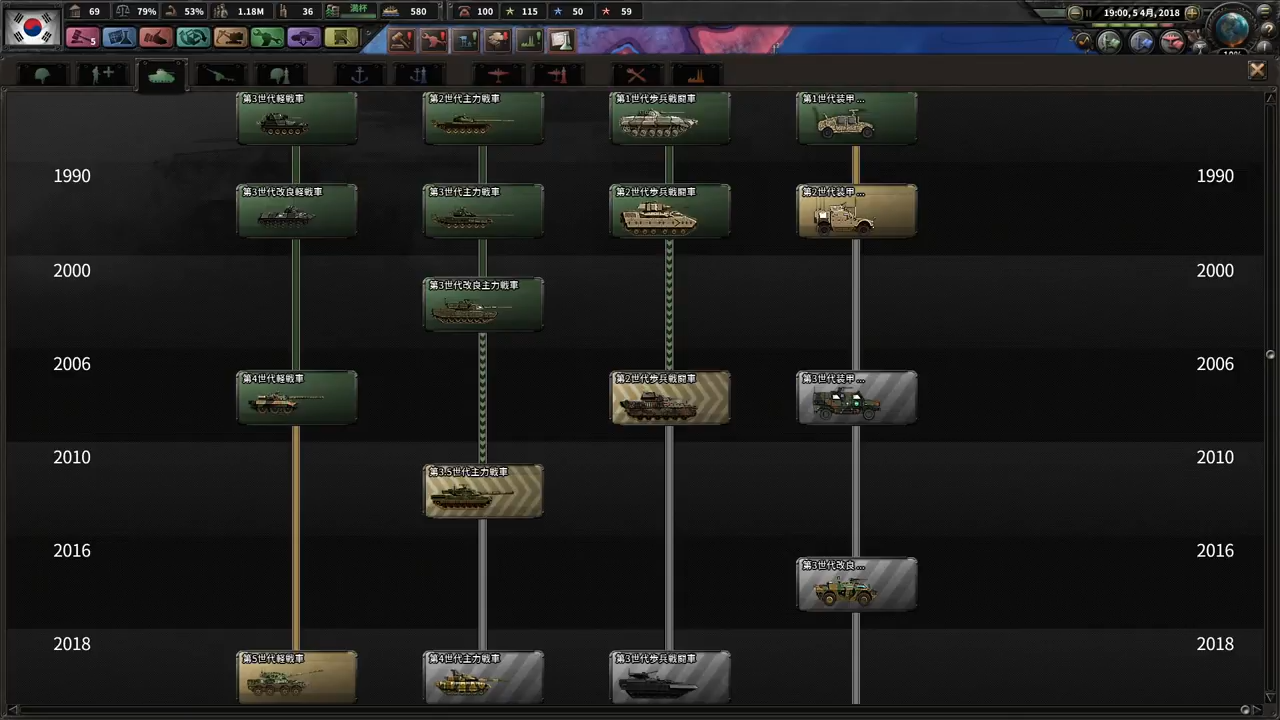 69 79% 53% 1.18M 36 満杯 580 100 115 50 59 19:00, 5 4月, 2018
5
第3世代軽戦車 第2世代主力戦車 第1世代歩兵戦闘車 第1世代装甲 ...
1990 1990
第3世代改良軽戦車 第3世代主力戦車 第2世代歩兵戦闘車 第2世代装甲 ...
2000 2000
第3世代改良主力戦車
2006 2006
第4世代軽戦車 第2世代歩兵戦闘車 第3世代装甲 ...
2010 2010
第3.5世代主力戦車
2016 2016
第3世代改良 ...
2018 2018
第5世代軽戦車 第4世代主力戦車 第3世代歩兵戦闘車